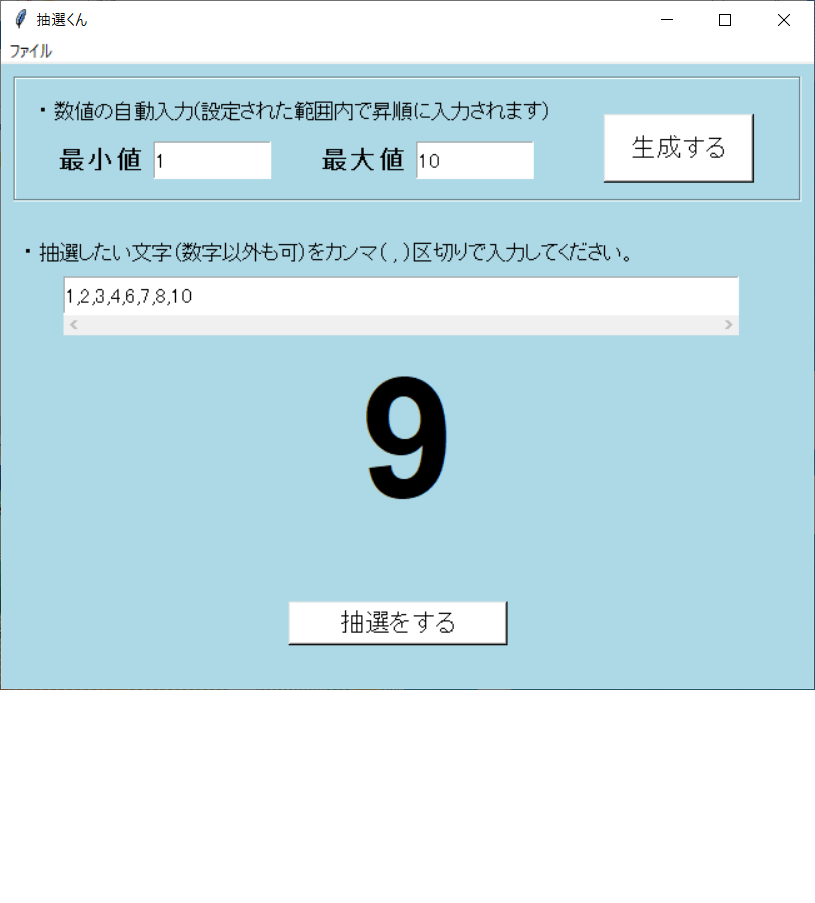 抽選くん
ファイル
・数値の自動入力(設定された範囲内で昇順に入力されます)
最小値 1 最大値 10 生成する
・抽選したい文字(数字以外も可)をカンマ( , )区切りで入力してください。
1,2,3,4,6,7,8,10
9
抽選をする